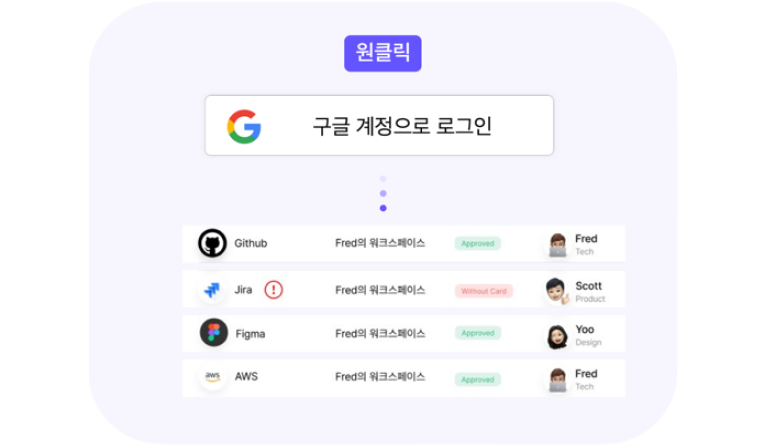 원클릭
구글 계정으로 로그인
Github Fred의 워크스페이스 Approved Fred
Tech
Jira Fred의 워크스페이스 Without Card Scott
Product
Figma Fred의 워크스페이스 Approved Yoo
Design
aws AWS Fred의 워크스페이스 Approved Fred
Tech